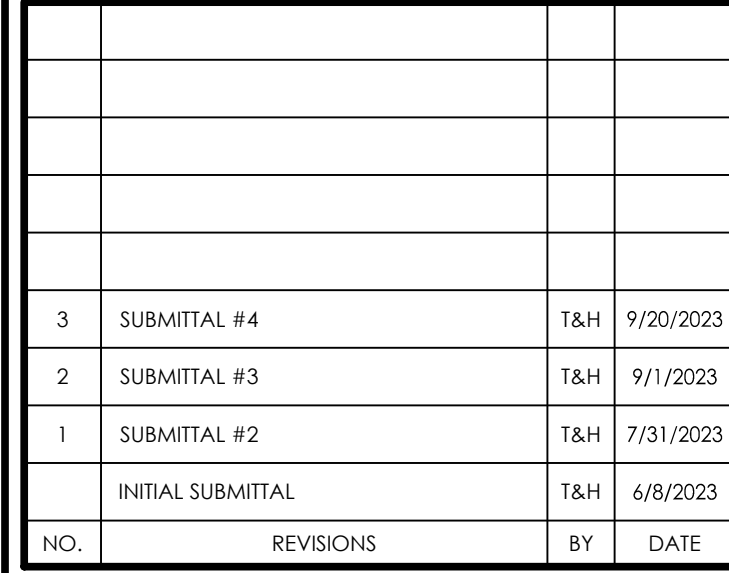 3 SUBMITTAL #4 T&H 9/20/2023
2 SUBMITTAL #3 T&H 9/1/2023
1 SUBMITTAL #2 T&H 7/31/2023
INITIAL SUBMITTAL T&H 6/8/2023
NO. REVISIONS BY DATE